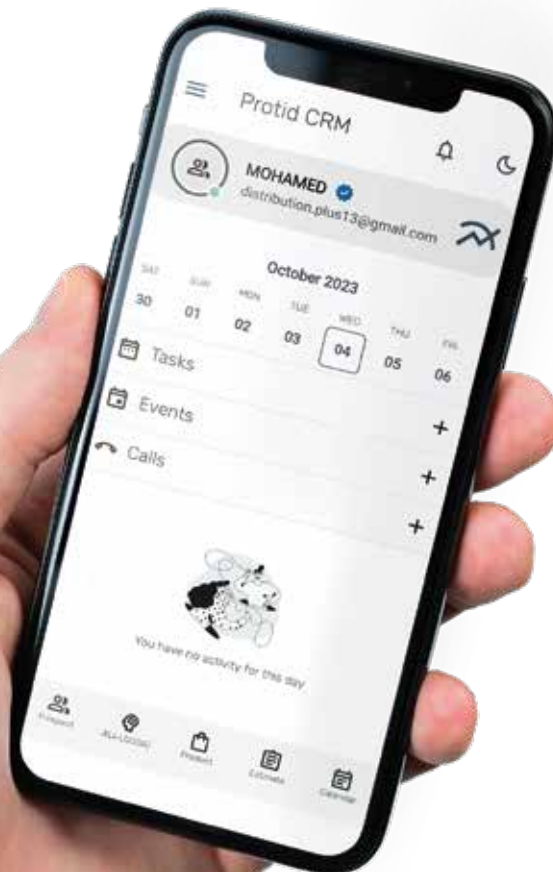 Protid CRM
MOHAMED
distribution.plus13@gmail.com
October 2023
SAT SUN MON TUE WED THU FRI
30 01 02 03 04 05 06
Tasks +
Events +
Calls +
You have no activity for this day
Prospect Product Estimate Calendar